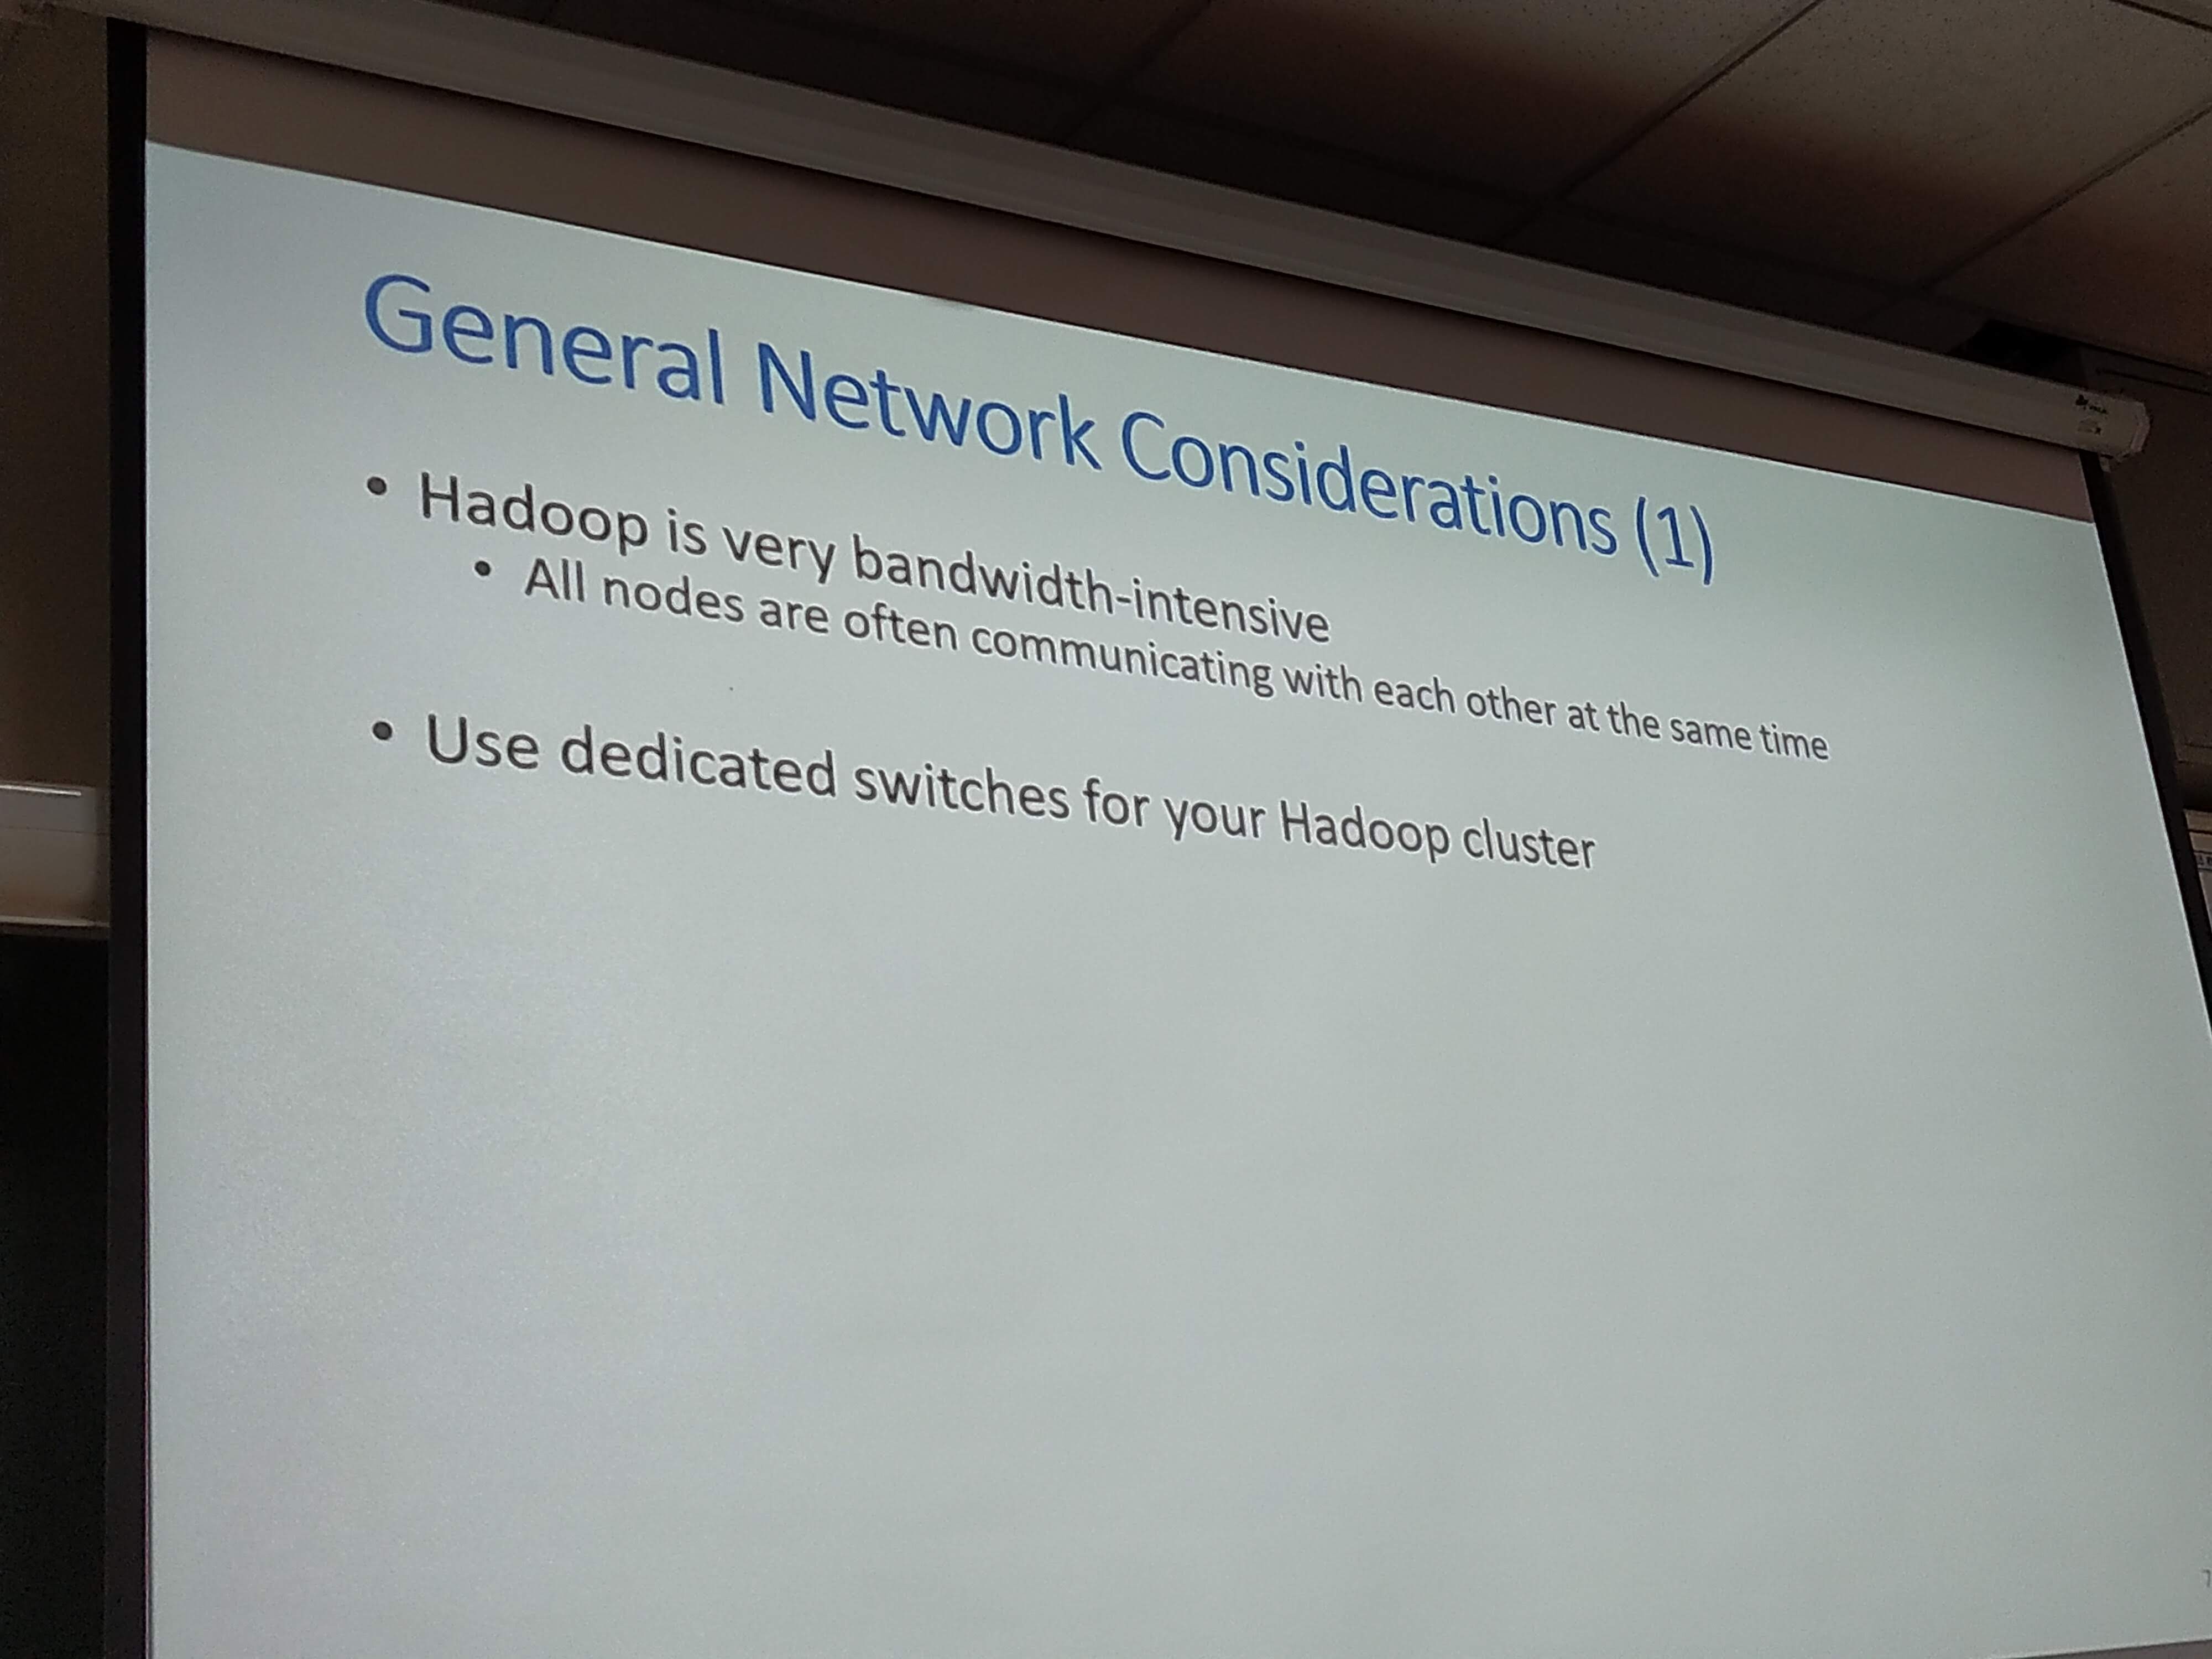 General Network Considerations (1)
• Hadoop is very bandwidth-intensive
• All nodes are often communicating with each other at the same time
• Use dedicated switches for your Hadoop cluster